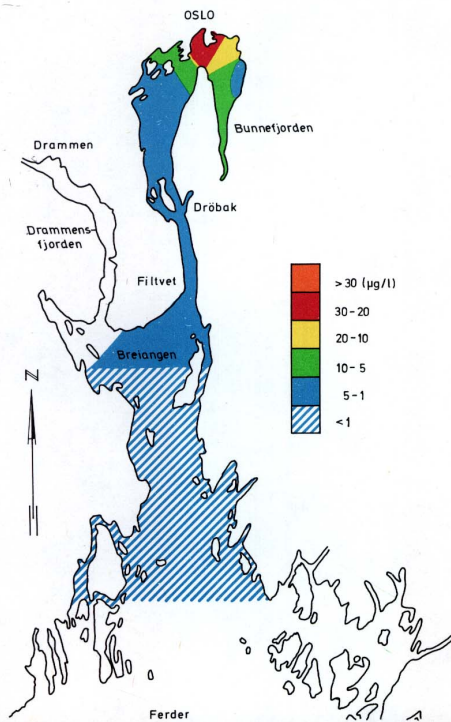 OSLO
Bunnefjorden
Drammen
Dröbak
Drammens-
fjorden
Filtvet
>30 (µg/l)
30-20
20-10
10-5
5-1
<1
Breiangen
N
Ferder